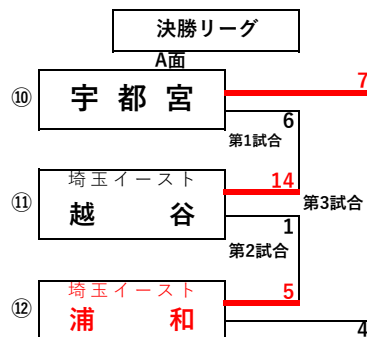 決勝リーグ
A面
7
⑩ 宇都宮
6
第1試合
埼玉イースト 14
⑪ 越谷 第3試合
1
第2試合
埼玉イースト 5
⑫ 浦和
4